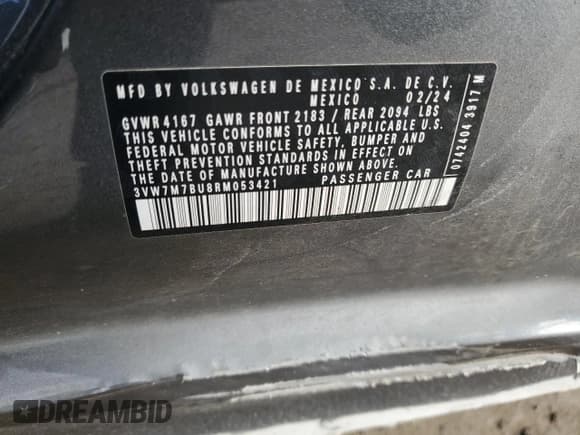 MFD BY VOLKSWAGEN DE MEXICO S.A. DE C.V.
MEXICO 02/24
GVWR 4167 GAWR FRONT 2183 / REAR 2094 LBS
THIS VEHICLE CONFORMS TO ALL APPLICABLE U.S.
FEDERAL MOTOR VEHICLE SAFETY, BUMPER AND
THEFT PREVENTION STANDARDS IN EFFECT ON
THE DATE OF MANUFACTURE SHOWN ABOVE.
3VW7M7BU8RM053421 PASSENGER CAR
0742404 3917 M
DREAMBID